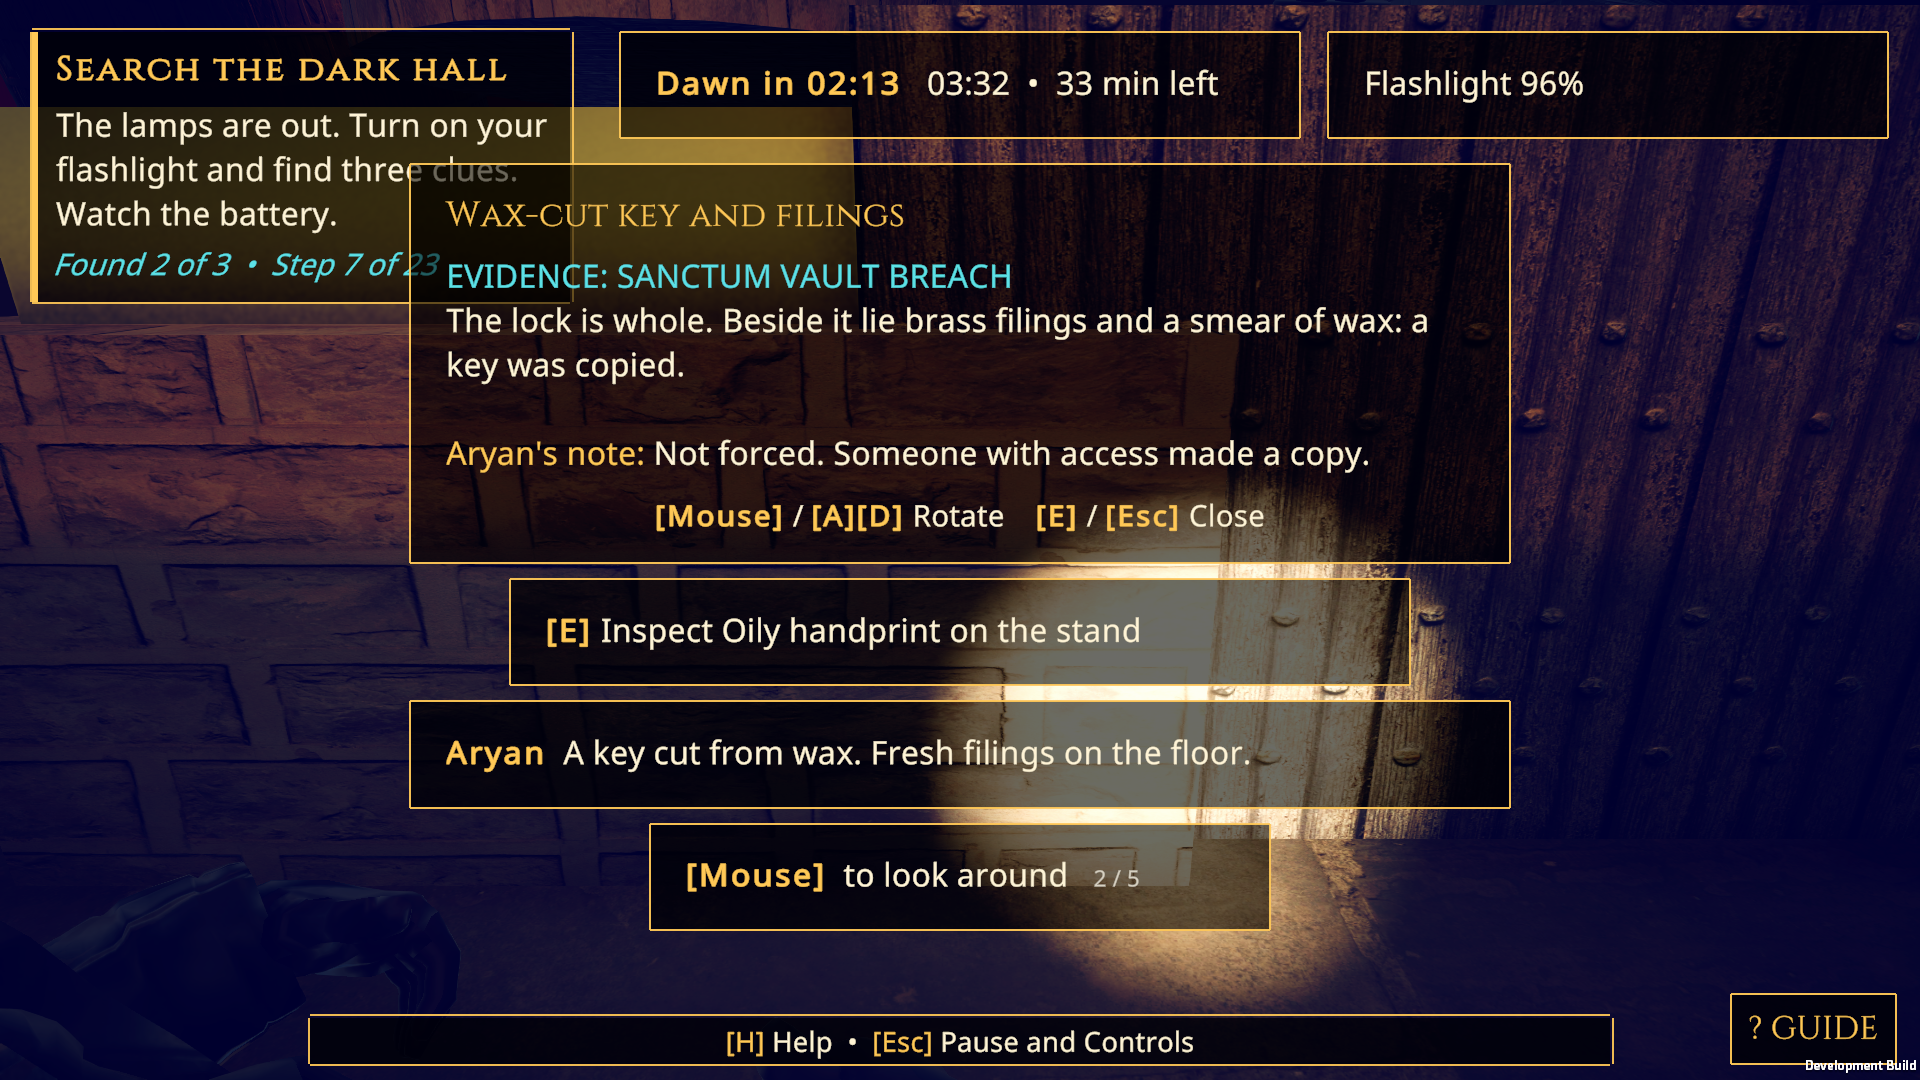 SEARCH THE DARK HALL
The lamps are out. Turn on your
flashlight and find three clues.
Watch the battery.
Found 2 of 3 • Step 7 of 23
Dawn in 02:13 03:32 • 33 min left
Flashlight 96%
WAX-CUT KEY AND FILINGS
EVIDENCE: SANCTUM VAULT BREACH
The lock is whole. Beside it lie brass filings and a smear of wax: a
key was copied.
Aryan's note: Not forced. Someone with access made a copy.
[Mouse] / [A][D] Rotate [E] / [Esc] Close
[E] Inspect Oily handprint on the stand
Aryan A key cut from wax. Fresh filings on the floor.
[Mouse] to look around 2 / 5
[H] Help • [Esc] Pause and Controls
? GUIDE
Development Build